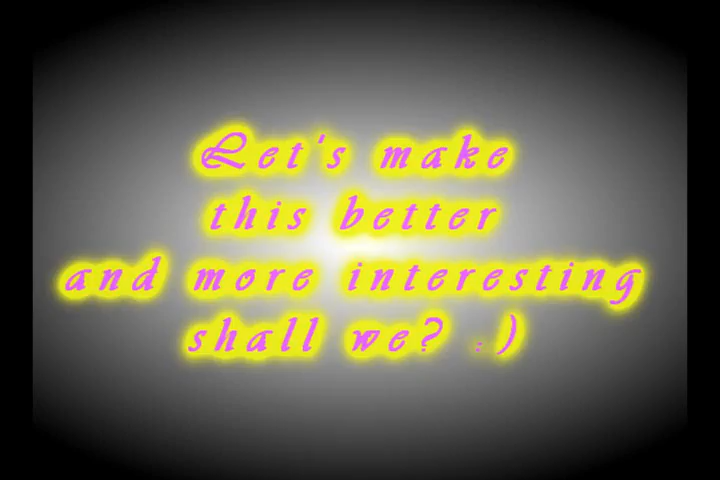 Let's make
this better
and more interesting
shall we? :)